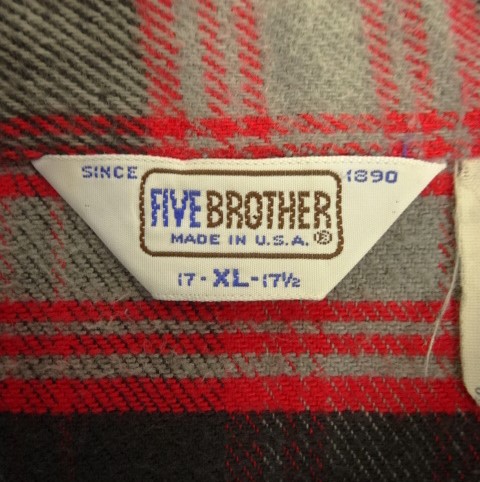 SINCE 1890
FIVE BROTHER
MADE IN U.S.A. ®
17-XL-17½